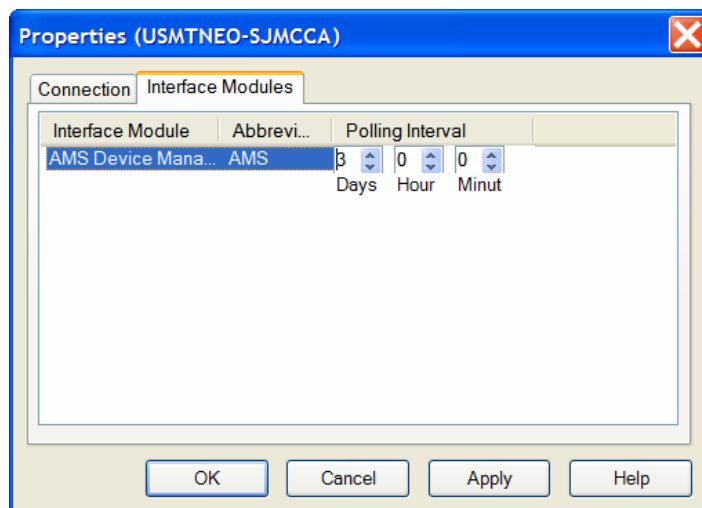 Properties (USMTNEO-SJMCCA)
Connection Interface Modules
Interface Module Abbrevi... Polling Interval
AMS Device Mana... AMS 3 0 0
Days Hour Minut
OK Cancel Apply Help